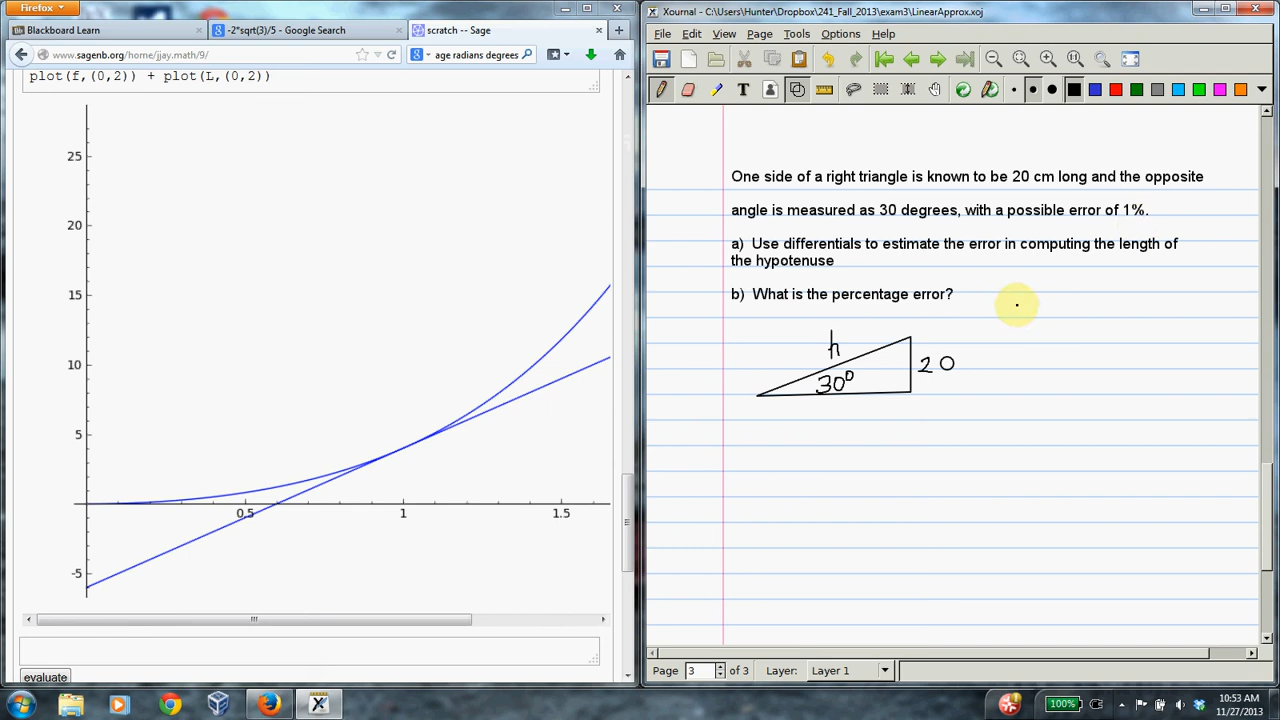 Firefox
Xournal - C:\Users\Hunter\Dropbox\241_Fall_2013\exam3\LinearApprox.xoj
Blackboard Learn
-2*sqrt(3)/5 - Google Search
scratch -- Sage
www.sagenb.org/home/jjay.math/9/
age radians degrees
File Edit View Page Tools Options Help
plot(f,(0,2)) + plot(L,(0,2))
25
20
15
10
5
-5
0.5
1
1.5
evaluate
One side of a right triangle is known to be 20 cm long and the opposite
angle is measured as 30 degrees, with a possible error of 1%.
a) Use differentials to estimate the error in computing the length of
the hypotenuse
b) What is the percentage error?
h
30°
20
Page 3 of 3 Layer: Layer 1
100%
10:53 AM
11/27/2013